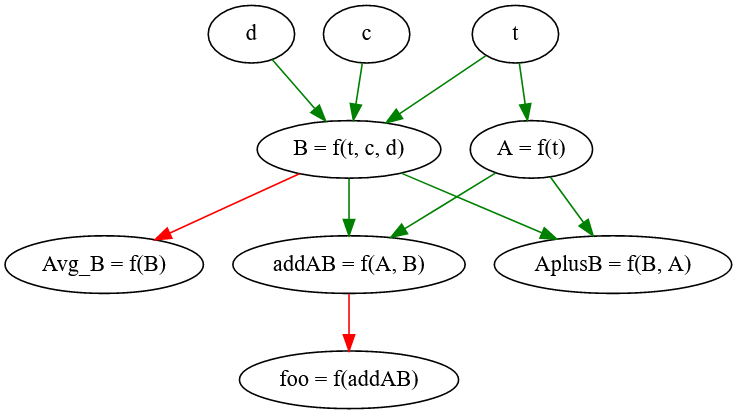 d
c
t
B = f(t, c, d)
A = f(t)
Avg_B = f(B)
addAB = f(A, B)
AplusB = f(B, A)
foo = f(addAB)